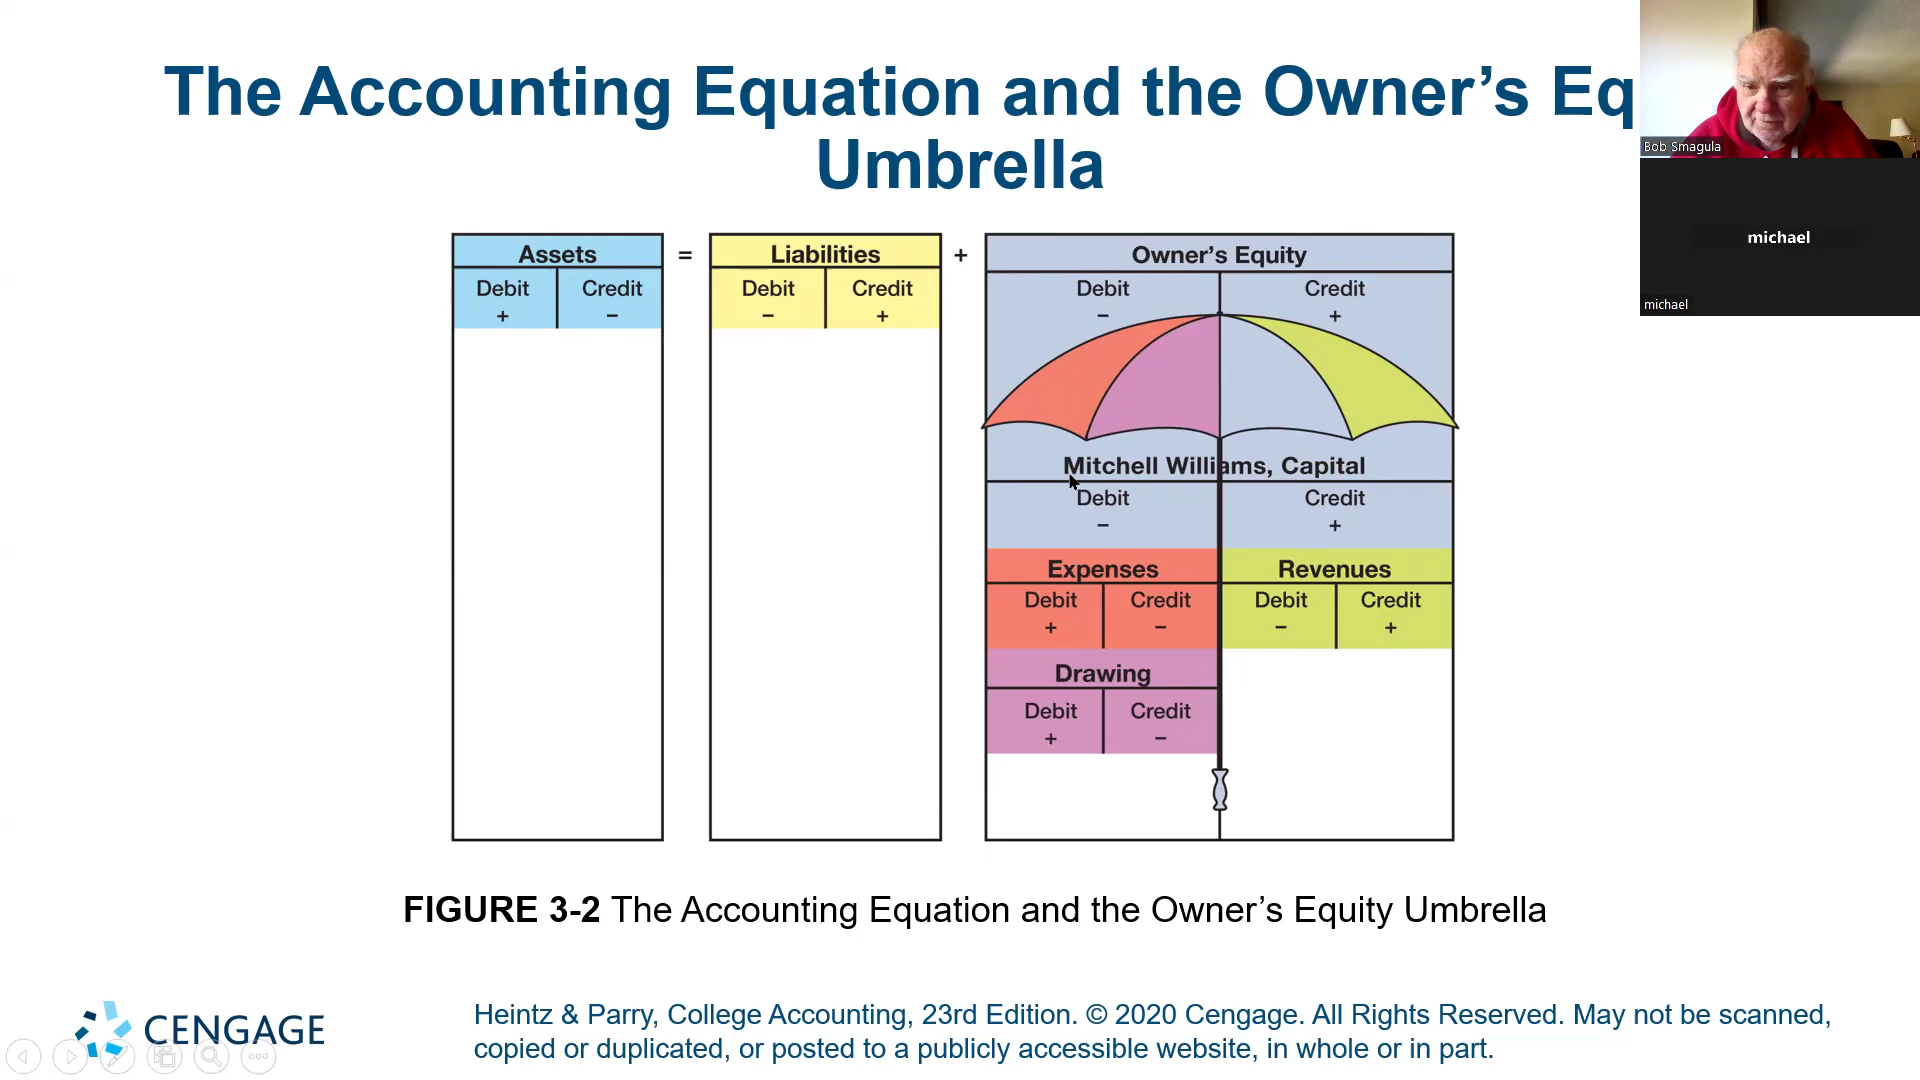 The Accounting Equation and the Owner’s Eq
Umbrella
Bob Smagula
michael
michael
Assets = Liabilities + Owner’s Equity
Debit Credit Debit Credit Debit Credit
+ − − + − +
Mitchell Williams, Capital
Debit Credit
− +
Expenses Revenues
Debit Credit Debit Credit
+ − − +
Drawing
Debit Credit
+ −
FIGURE 3-2 The Accounting Equation and the Owner’s Equity Umbrella
CENGAGE
Heintz & Parry, College Accounting, 23rd Edition. © 2020 Cengage. All Rights Reserved. May not be scanned,
copied or duplicated, or posted to a publicly accessible website, in whole or in part.